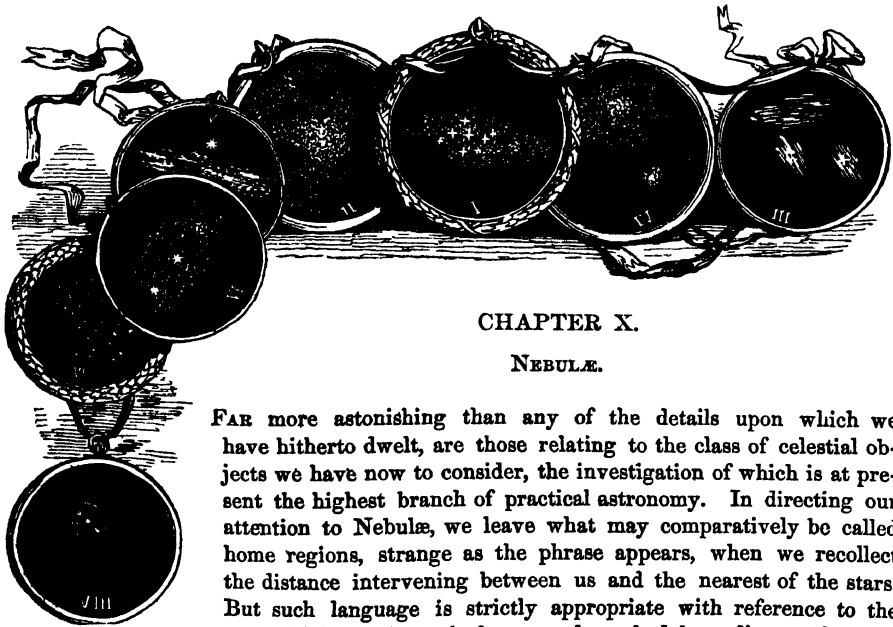 II
I
VI
III
CHAPTER X.
NEBULÆ.
FAR more astonishing than any of the details upon which we
have hitherto dwelt, are those relating to the class of celestial ob-
jects we have now to consider, the investigation of which is at pre-
sent the highest branch of practical astronomy. In directing our
attention to Nebulæ, we leave what may comparatively be called
home regions, strange as the phrase appears, when we recollect
the distance intervening between us and the nearest of the stars
But such language is strictly appropriate with reference to the
VIII